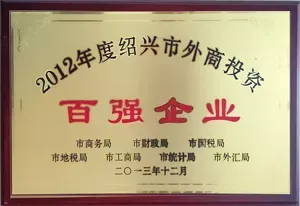 2012年度绍兴市外商投资
百强企业
市商务局 市财政局 市国税局
市地税局 市工商局 市统计局 市外汇局
二〇一三年十二月